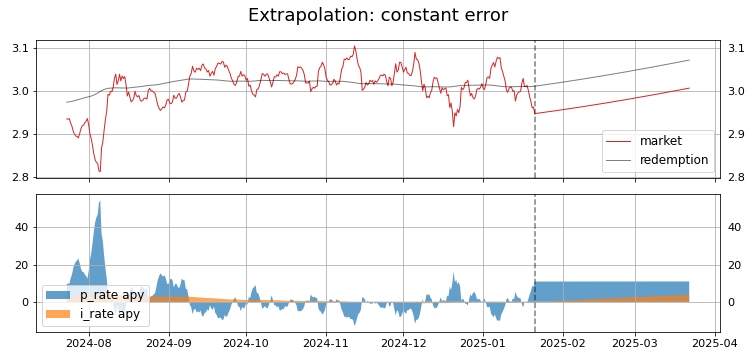 Extrapolation: constant error
3.1 3.1
3.0 3.0
2.9 2.9
2.8 2.8
market
redemption
40 40
20 20
0 0
p_rate apy
i_rate apy
2024-08 2024-09 2024-10 2024-11 2024-12 2025-01 2025-02 2025-03 2025-04